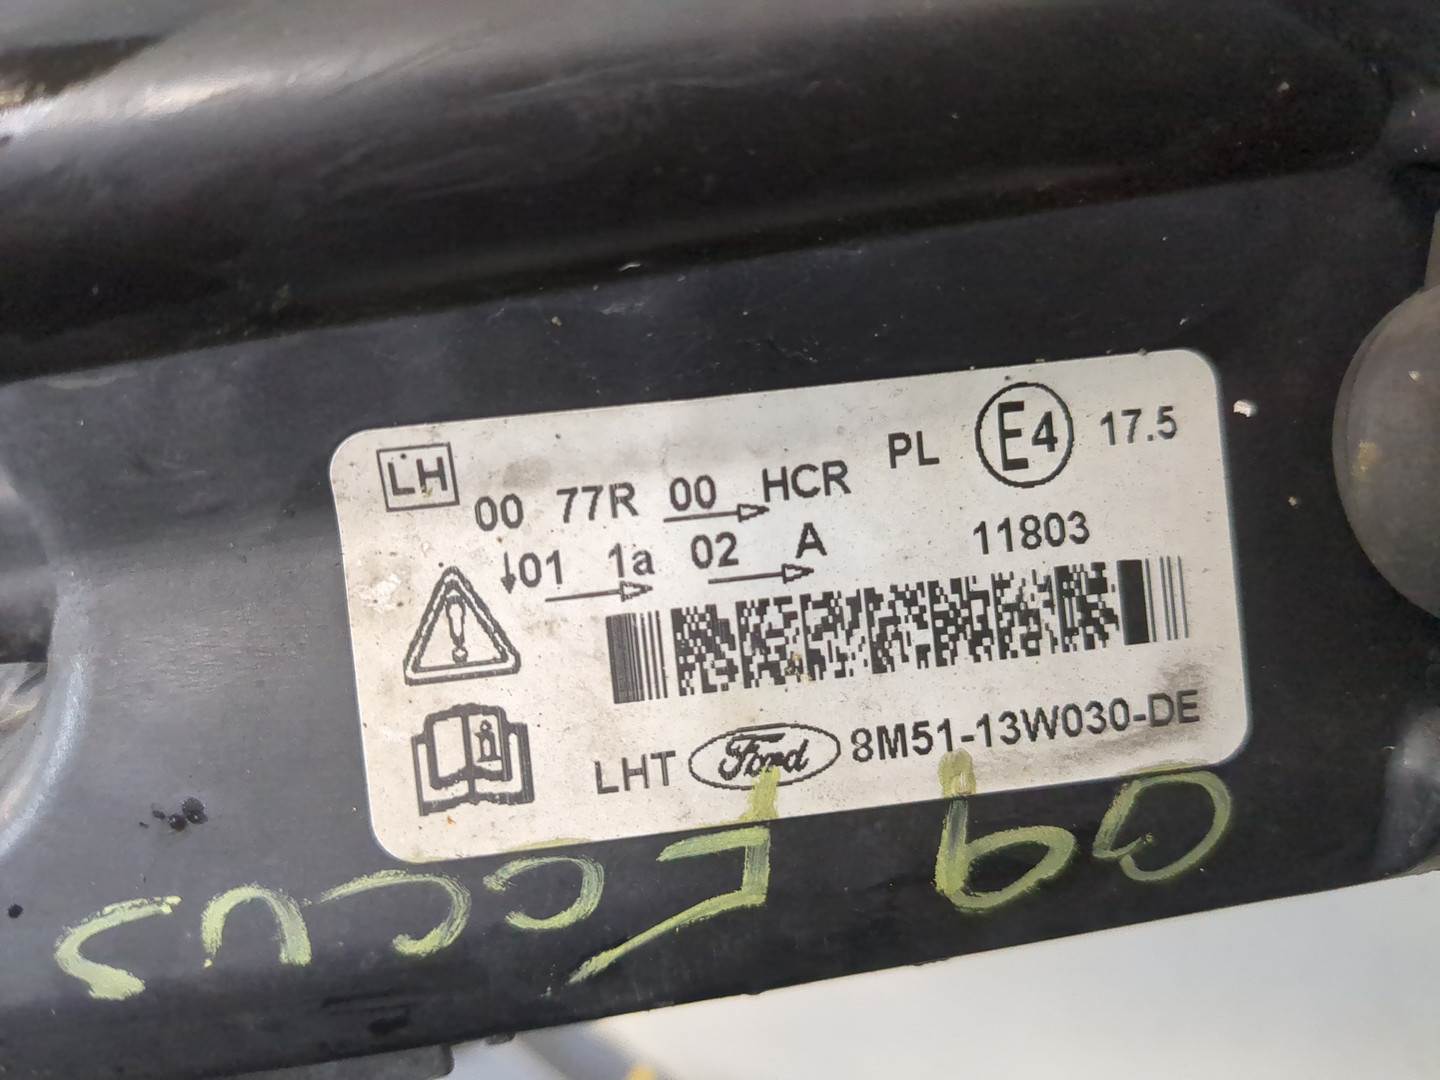 LH 00 77R 00 HCR PL E4 17.5
01 1a 02 A 11803
LHT Ford 8M51-13W030-DE
09 FOCUS